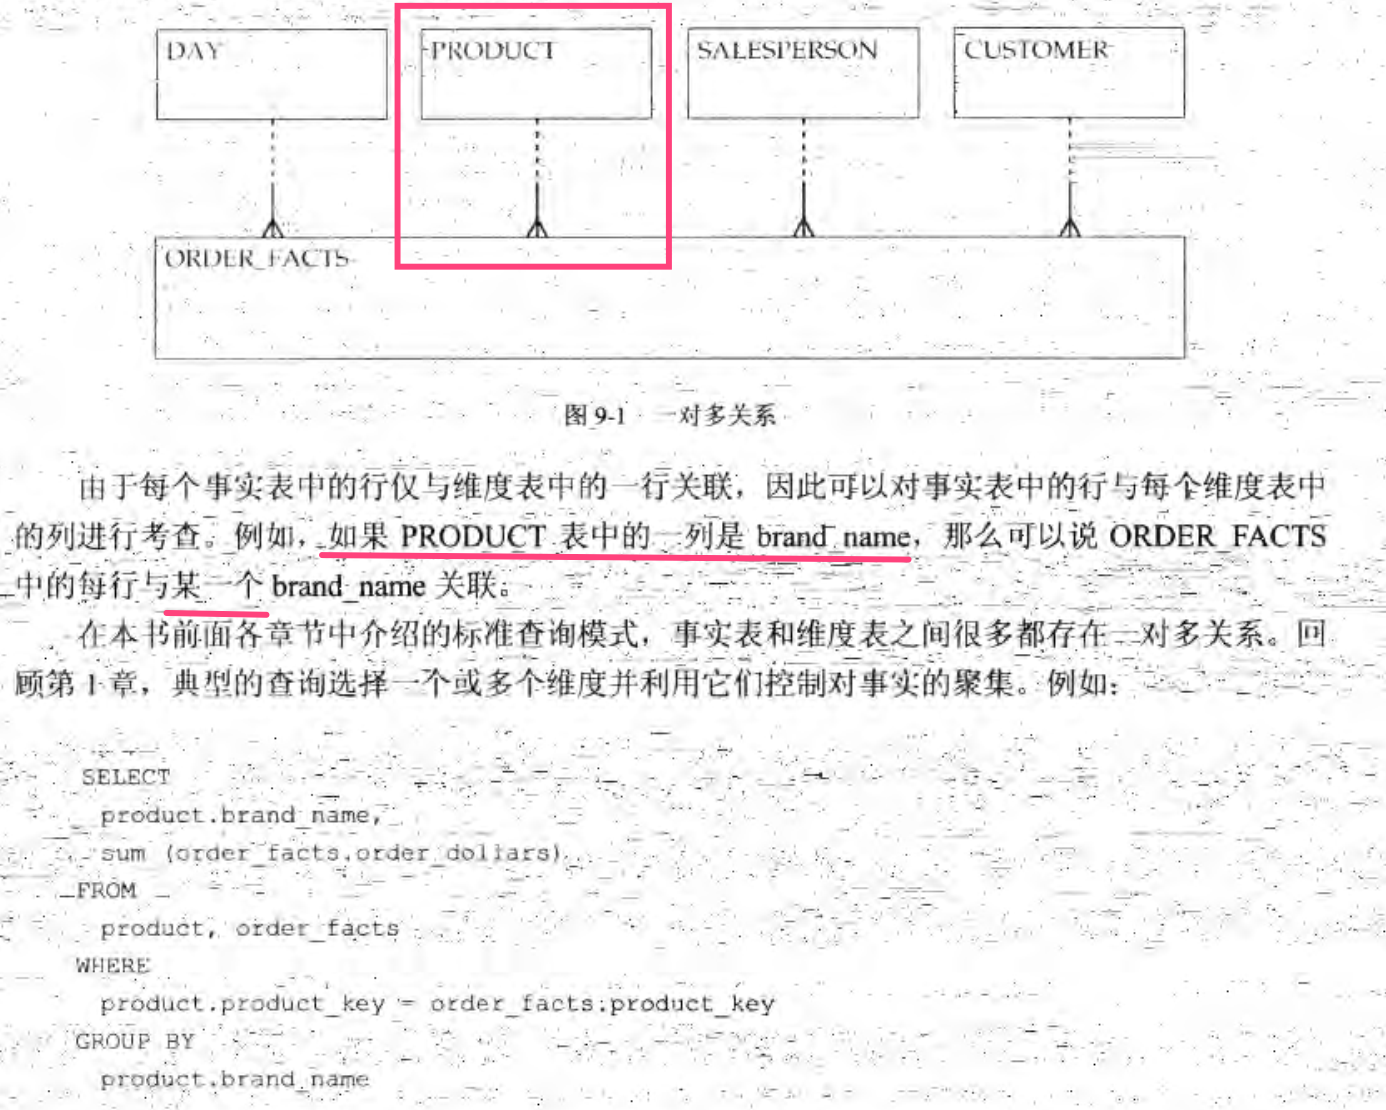 DAY
PRODUCT
SALESPERSON
CUSTOMER
ORDER_FACTS
图 9-1 一对多关系
由于每个事实表中的行仅与维度表中的一行关联，因此可以对事实表中的行与每个维度表中
的列进行考查。例如，如果 PRODUCT 表中的一列是 brand_name，那么可以说 ORDER_FACTS
中的每行与某一个 brand_name 关联。
在本书前面各章节中介绍的标准查询模式，事实表和维度表之间很多都存在一对多关系。回
顾第 1 章，典型的查询选择一个或多个维度并利用它们控制对事实的聚集。例如：
SELECT
product.brand_name,
sum (order_facts.order_dollars)
FROM
product, order_facts
WHERE
product.product_key = order_facts.product_key
GROUP BY
product.brand_name